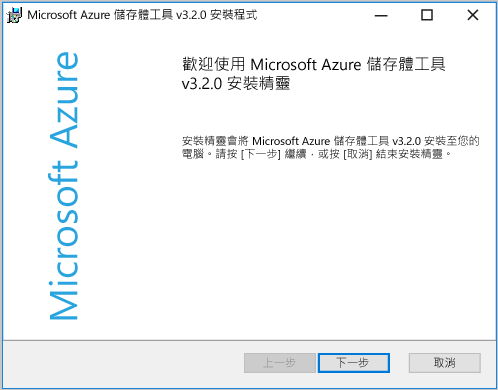 Microsoft Azure 儲存體工具 v3.2.0 安裝程式
Microsoft Azure
歡迎使用 Microsoft Azure 儲存體工具
v3.2.0 安裝精靈
安裝精靈會將 Microsoft Azure 儲存體工具 v3.2.0 安裝至您的
電腦。請按 [下一步] 繼續，或按 [取消] 結束安裝精靈。
上一步 下一步 取消